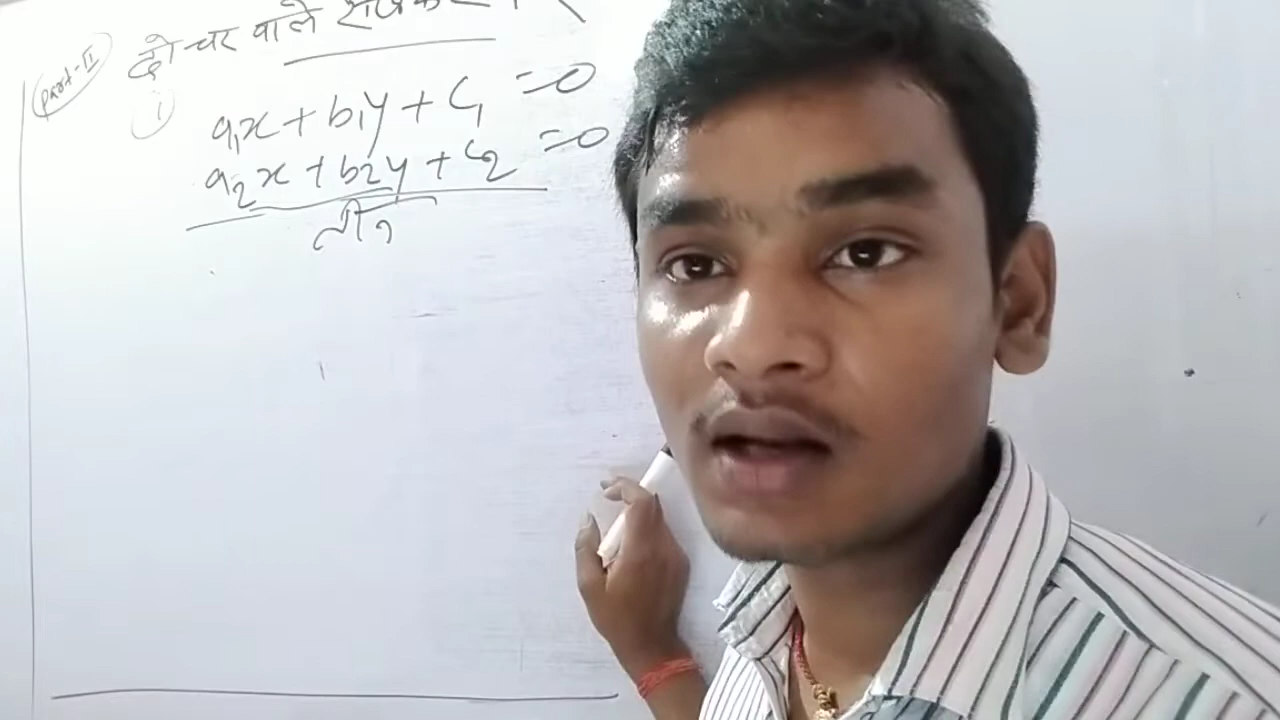 Part-II
दो चर वाले
(i) a₁x + b₁y + c₁ = 0
a₂x + b₂y + c₂ = 0
तीन